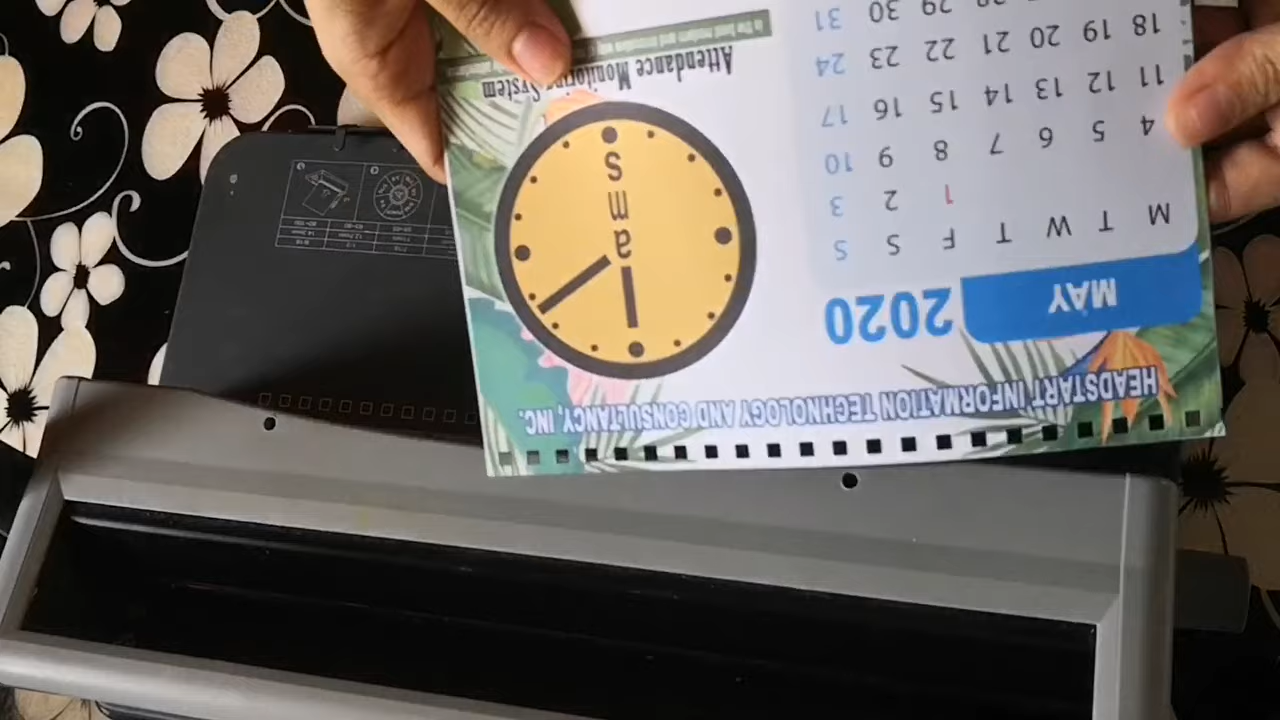 HEADSTART INFORMATION TECHNOLOGY AND CONSULTANCY, INC.
MAY 2020
M T W T F S S
1 2 3
4 5 6 7 8 9 10
11 12 13 14 15 16 17
18 19 20 21 22 23 24
28 29 30 31
ams
Attendance Monitoring System